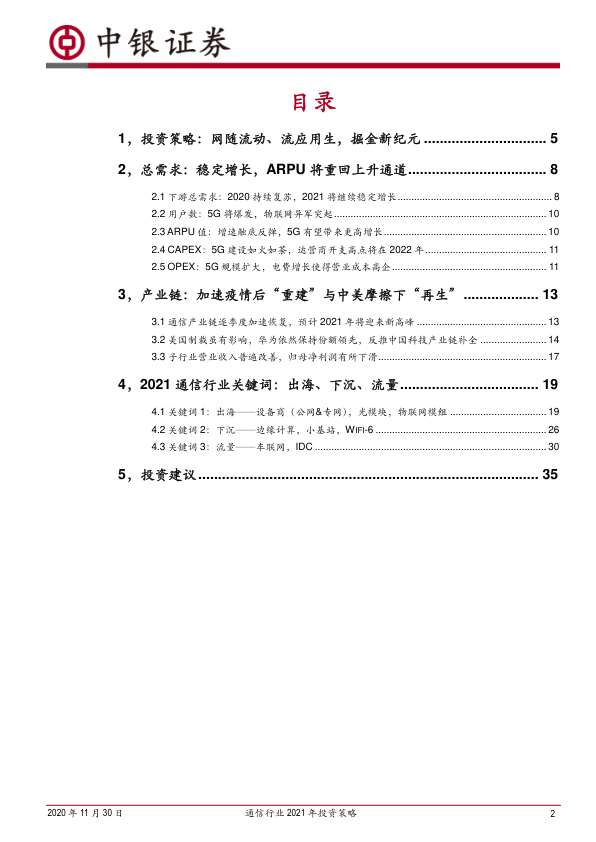 中银证券
目录
1，投资策略：网随流动、流应用生，掘金新纪元 ............................... 5
2，总需求：稳定增长，ARPU 将重回上升通道................................... 8
2.1 下游总需求：2020 持续复苏，2021 将继续稳定增长......................................................... 8
2.2 用户数：5G 将爆发，物联网异军突起.............................................................................. 10
2.3 ARPU 值：增速触底反弹，5G 有望带来更高增长............................................................ 10
2.4 CAPEX：5G 建设如火如荼，运营商开支高点将在 2022 年............................................. 11
2.5 OPEX：5G 规模扩大，电费增长使得营业成本高企......................................................... 11
3，产业链：加速疫情后“重建”与中美摩擦下“再生” ................... 13
3.1 通信产业链逐季度加速恢复，预计 2021 年将迎来新高峰 ................................................ 13
3.2 美国制裁虽有影响，华为依然保持份额领先，反推中国科技产业链补全 ........................ 14
3.3 子行业营业收入普遍改善，归母净利润有所下滑.............................................................. 17
4，2021 通信行业关键词：出海、下沉、流量................................... 19
4.1 关键词 1：出海——设备商（公网&专网），光模块，物联网模组 ................................... 19
4.2 关键词 2：下沉——边缘计算，小基站，WIFI-6 .............................................................. 26
4.3 关键词 3：流量——车联网，IDC ..................................................................................... 30
5，投资建议...................................................................................... 35
2020 年 11 月 30 日
通信行业 2021 年投资策略
2